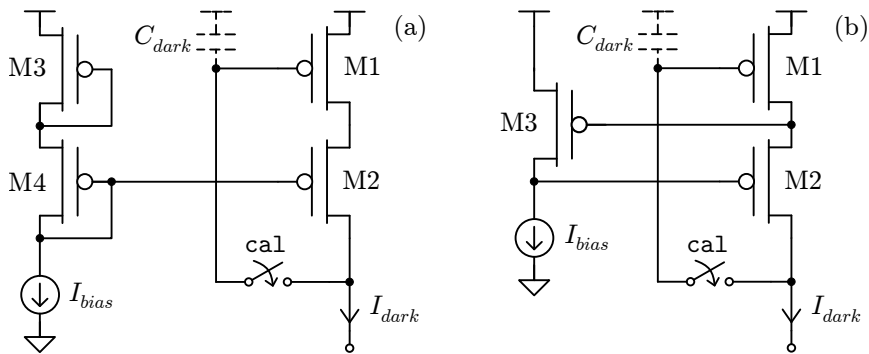 (a)
C_dark
M3
M1
M4
M2
cal
I_bias
I_dark
(b)
C_dark
M1
M3
M2
cal
I_bias
I_dark